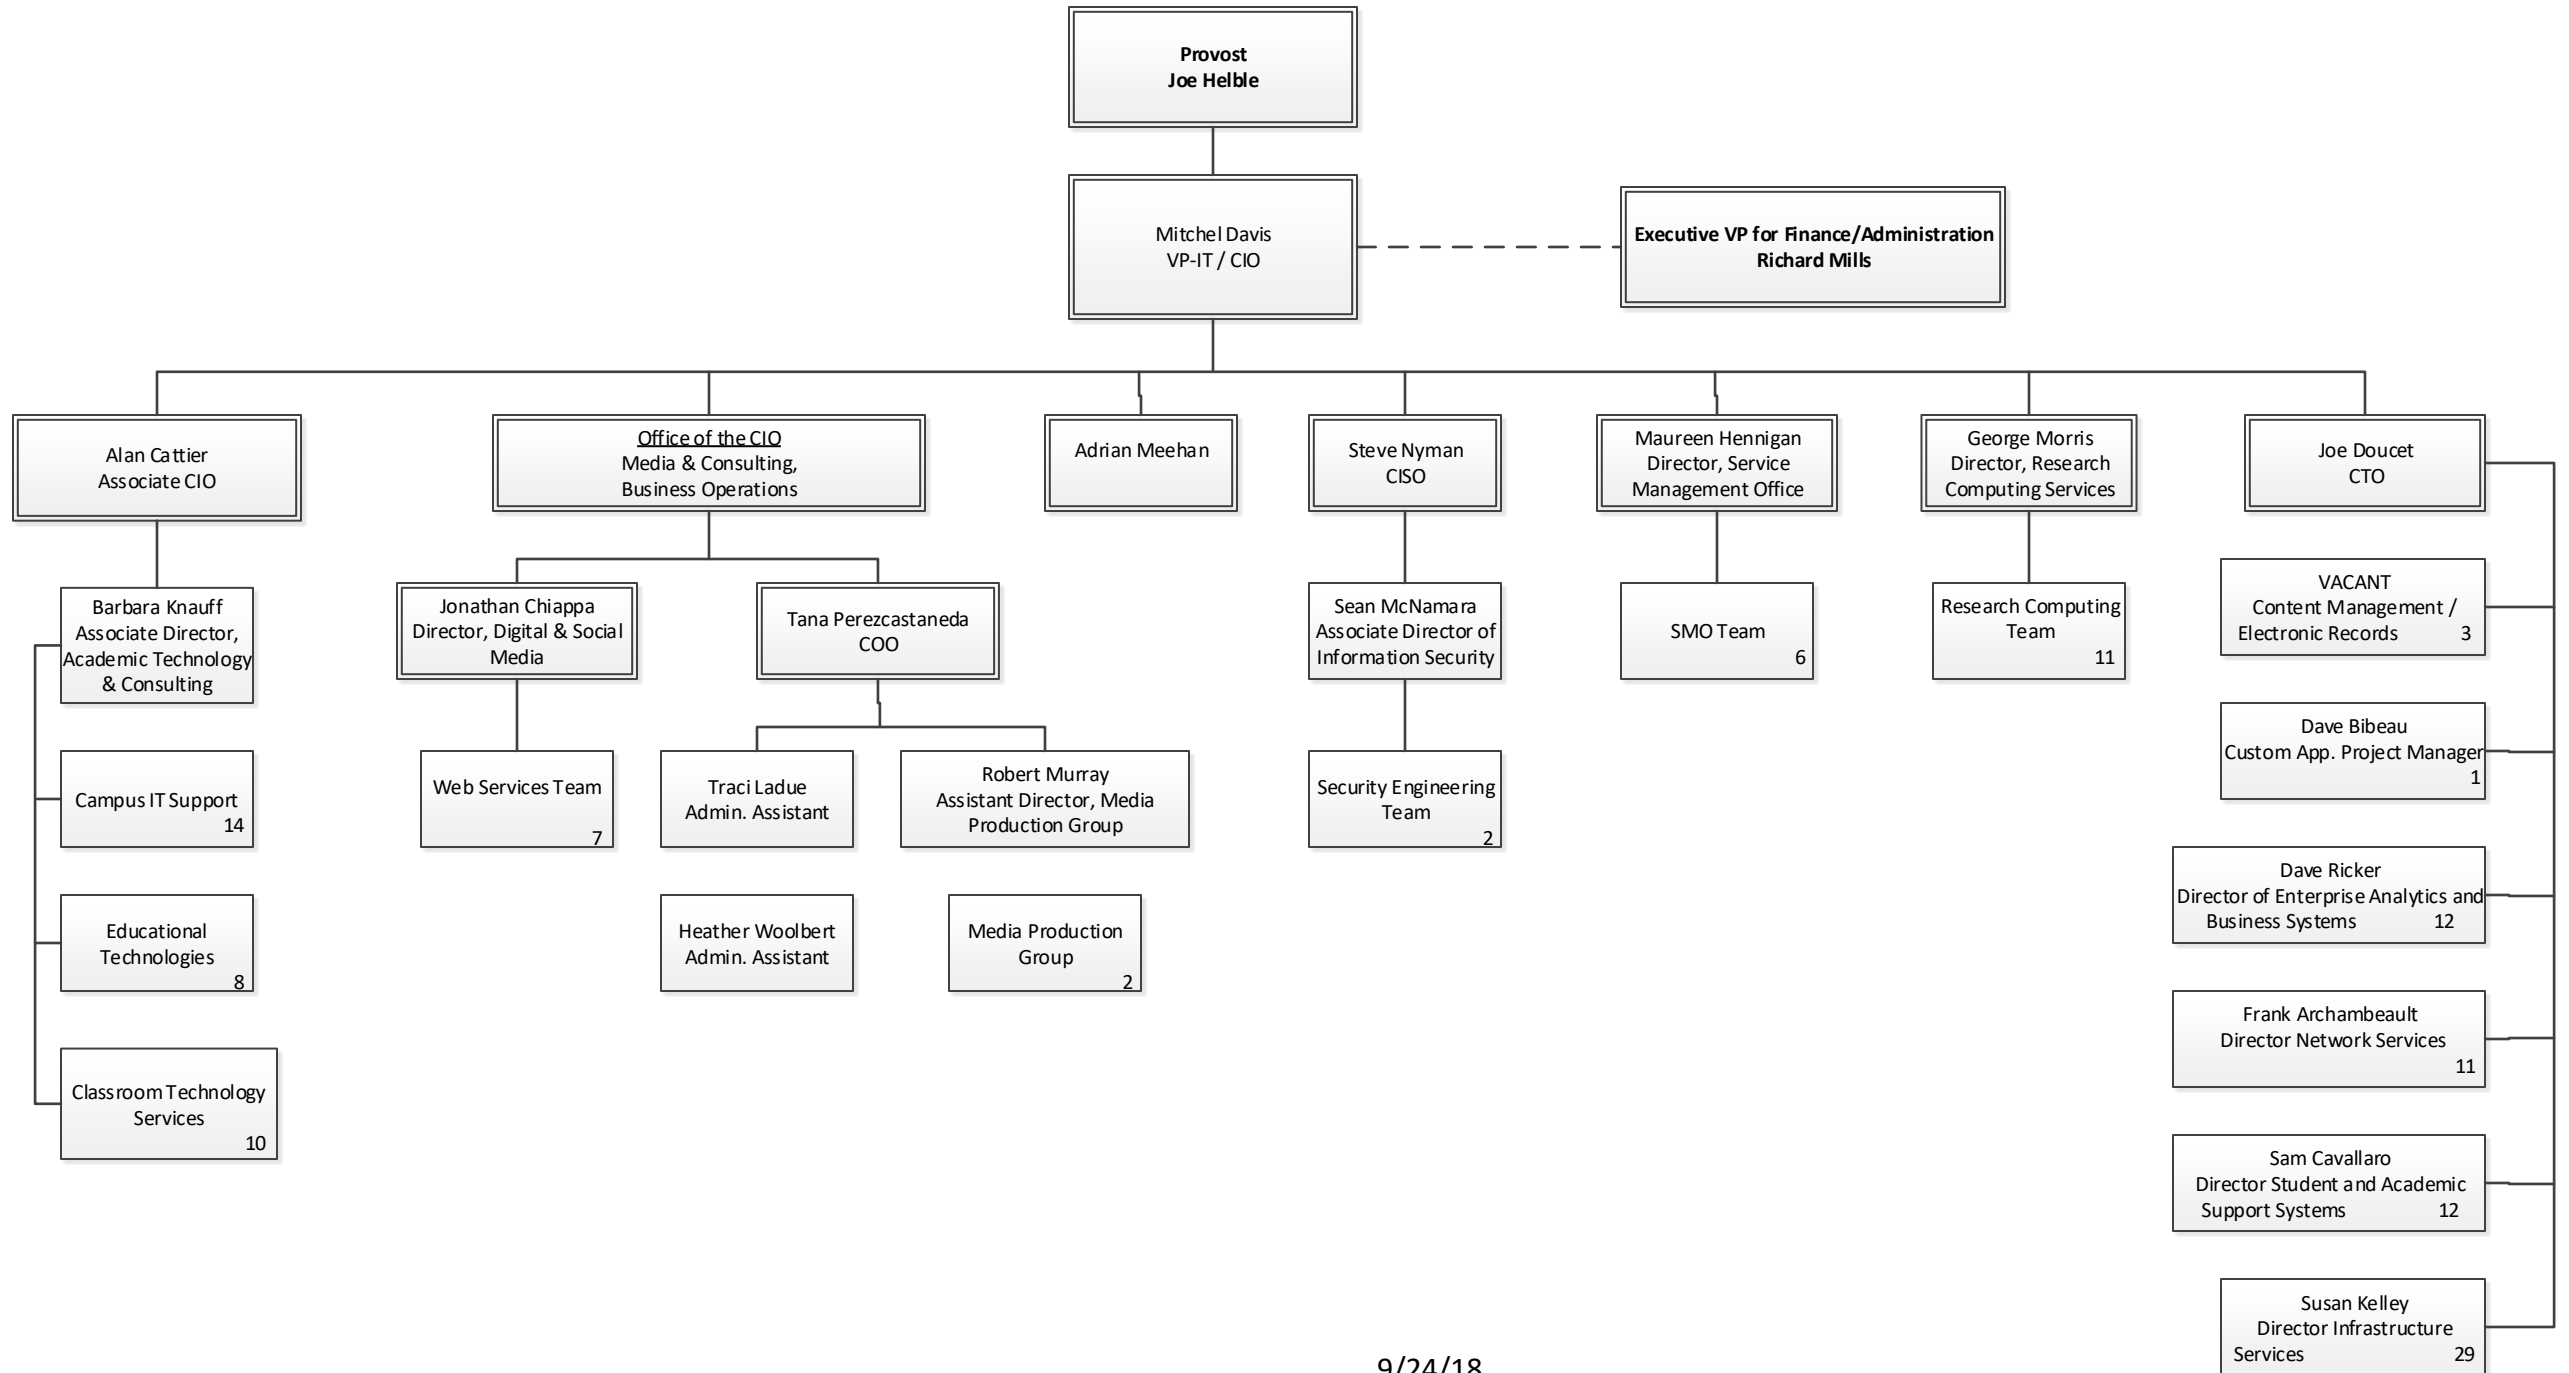 Provost
Joe Helble
Mitchel Davis
VP-IT / CIO
Executive VP for Finance/Administration
Richard Mills
Alan Cattier
Associate CIO
Office of the CIO
Media & Consulting,
Business Operations
Adrian Meehan
Steve Nyman
CISO
Maureen Hennigan
Director, Service
Management Office
George Morris
Director, Research
Computing Services
Joe Doucet
CTO
Barbara Knauff
Associate Director,
Academic Technology
& Consulting
Campus IT Support
14
Educational
Technologies
8
Classroom Technology
Services
10
Jonathan Chiappa
Director, Digital & Social
Media
Web Services Team
7
Tana Perezcastaneda
COO
Traci Ladue
Admin. Assistant
Heather Woolbert
Admin. Assistant
Robert Murray
Assistant Director, Media
Production Group
Media Production
Group
2
Sean McNamara
Associate Director of
Information Security
Security Engineering
Team
2
SMO Team
6
Research Computing
Team
11
VACANT
Content Management /
Electronic Records 3
Dave Bibeau
Custom App. Project Manager
1
Dave Ricker
Director of Enterprise Analytics and
Business Systems 12
Frank Archambeault
Director Network Services
11
Sam Cavallaro
Director Student and Academic
Support Systems 12
Susan Kelley
Director Infrastructure
Services 29
9/24/18